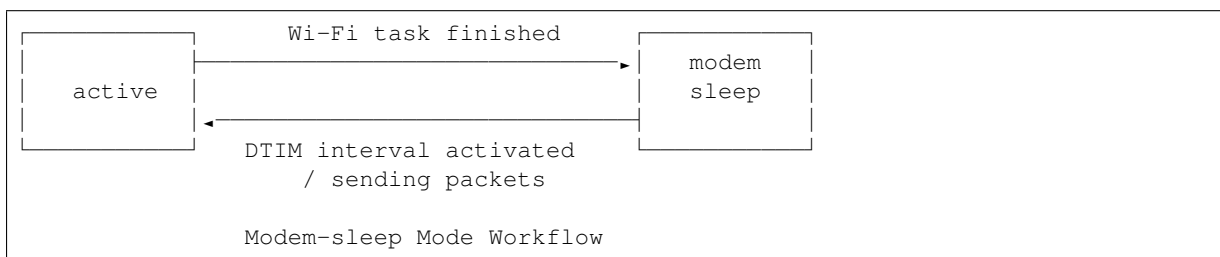 Wi-Fi task finished
modem
active
sleep
DTIM interval activated
/ sending packets
Modem-sleep Mode Workflow